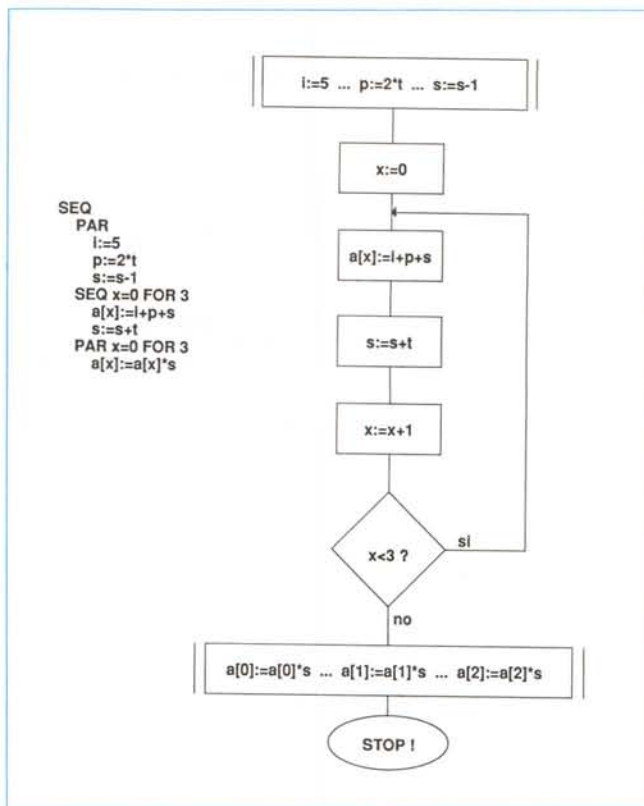 SEQ
PAR
i:=5
p:=2*t
s:=s-1
SEQ x=0 FOR 3
a[x]:=i+p+s
s:=s+t
PAR x=0 FOR 3
a[x]:=a[x]*s
i:=5 ... p:=2*t ... s:=s-1
x:=0
a[x]:=i+p+s
s:=s+t
x:=x+1
x<3 ?
si
no
a[0]:=a[0]*s ... a[1]:=a[1]*s ... a[2]:=a[2]*s
STOP !